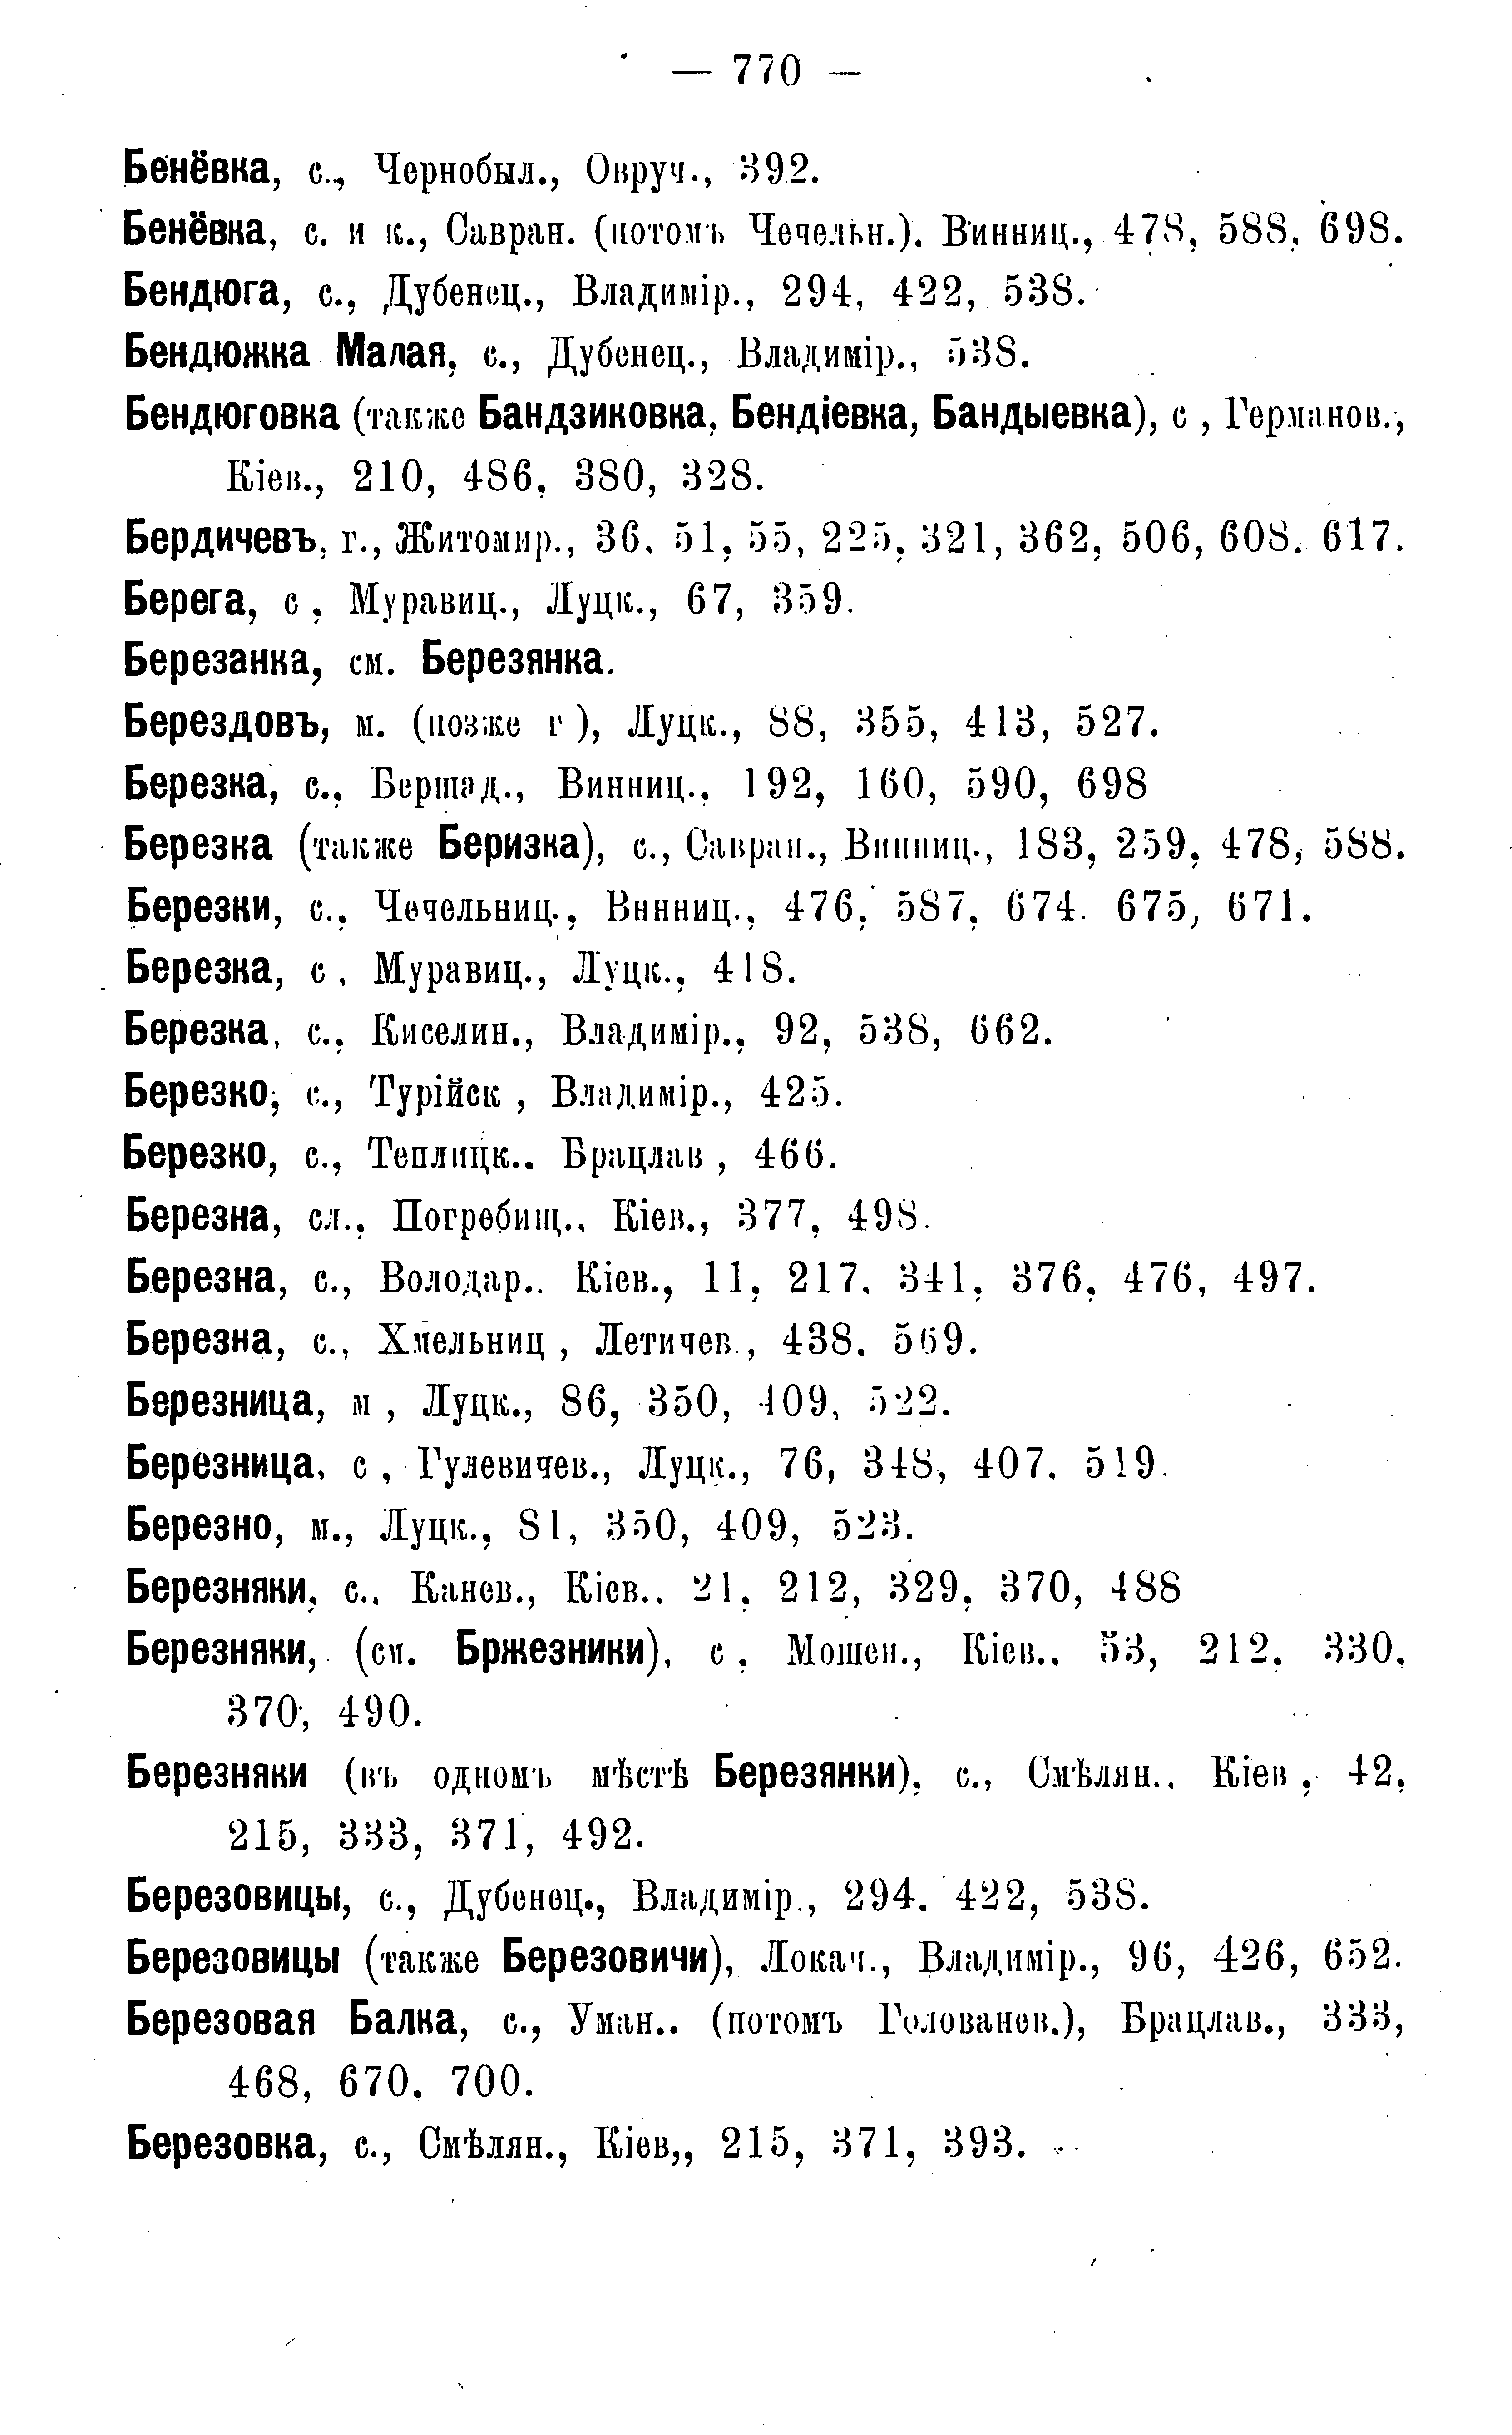 — 770 —
Бенёвка, с., Чернобыл., Овруч., 392.
Бенёвка, с. и к., Савран. (потомъ Чечельн.). Винниц., 478, 588, 698.
Бендюга, с., Дубенец., Владимір., 294, 422, 538.
Бендюжка Малая, с., Дубенец., Владимір., 538.
Бендюговка (также Бандзиковка, Бендіевка, Бандыевка), с , Германов.,
Кіев., 210, 486, 380, 328.
Бердичевъ, г., Житомир., 36, 51, 55, 225, 321, 362, 506, 608. 617.
Берега, с , Муравиц., Луцк., 67, 359.
Березанка, см. Березянка.
Берездовъ, м. (позже г ), Луцк., 88, 355, 413, 527.
Березка, с., Бершад., Винниц., 192, 160, 590, 698
Березка (также Беризка), с., Савран., Винниц., 183, 259, 478, 588.
Березки, с., Чечельниц., Винниц., 476, 587, 674. 675, 671.
Березка, с , Муравиц., Луцк., 418.
Березка, с., Киселин., Владимір., 92, 538, 662.
Березко, с., Турійск , Владимір., 425.
Березко, с., Теплицк.. Брацлав , 466.
Березна, сл., Погребищ., Кіев., 377, 498.
Березна, с., Володар.. Кіев., 11, 217. 341, 376, 476, 497.
Березна, с., Хмельниц , Летичев., 438. 569.
Березница, м , Луцк., 86, 350, 409, 522.
Березница, с , Гулевичев., Луцк., 76, 348, 407. 519.
Березно, м., Луцк., 81, 350, 409, 523.
Березняки, с., Канев., Кіев., 21, 212, 329, 370, 488
Березняки, (см. Бржезники), с , Мошен., Кіев., 53, 212, 330,
370, 490.
Березняки (въ одномъ мѣстѣ Березянки), с., Смѣлян., Кіев , 42,
215, 333, 371, 492.
Березовицы, с., Дубенец., Владимір., 294. 422, 538.
Березовицы (также Березовичи), Локач., Владимір., 96, 426, 652.
Березовая Балка, с., Уман.. (потомъ Голованев.), Брацлав., 333,
468, 670, 700.
Березовка, с., Смѣлян., Кіев,, 215, 371, 393.